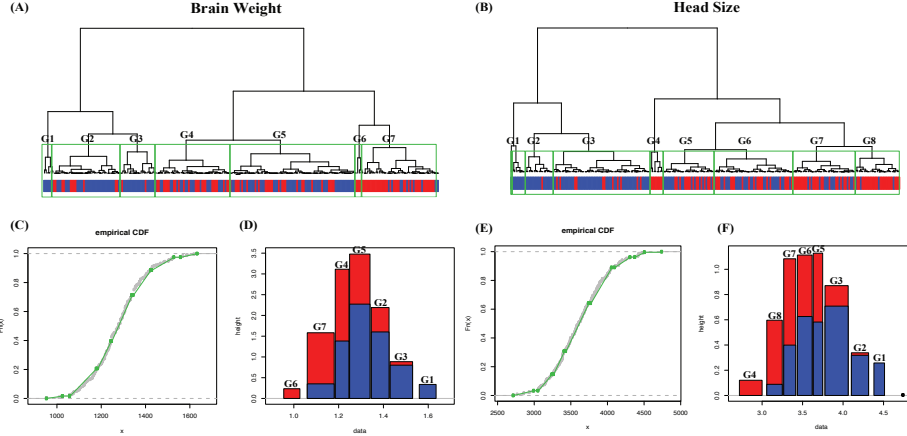 (A)
Brain Weight
G1
G2
G3
G4
G5
G6
G7
(B)
Head Size
G1
G2
G3
G4
G5
G6
G7
G8
(C)
empirical CDF
Fn(x)
0.0 0.2 0.4 0.6 0.8 1.0
1000 1200 1400 1600
x
(D)
height
0.0 0.5 1.0 1.5 2.0 2.5 3.0 3.5
G6
G7
G4
G5
G2
G3
G1
1.0 1.2 1.4 1.6
data
(E)
empirical CDF
Fn(x)
0.0 0.2 0.4 0.6 0.8 1.0
2500 3000 3500 4000 4500 5000
x
(F)
height
0.0 0.2 0.4 0.6 0.8 1.0
G4
G8
G7
G6
G5
G3
G2
G1
3.0 3.5 4.0 4.5
data